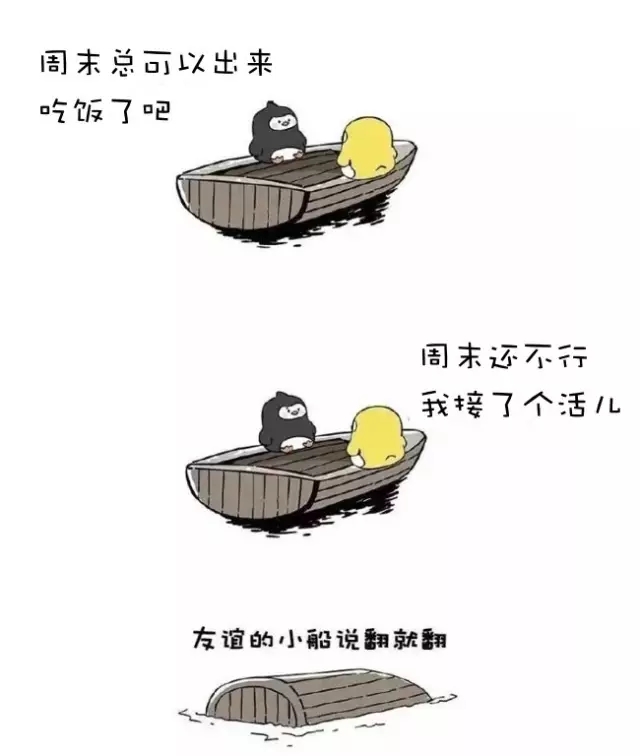 周末总可以出来
吃饭了吧
周末还不行
我接了个活儿
友谊的小船说翻就翻